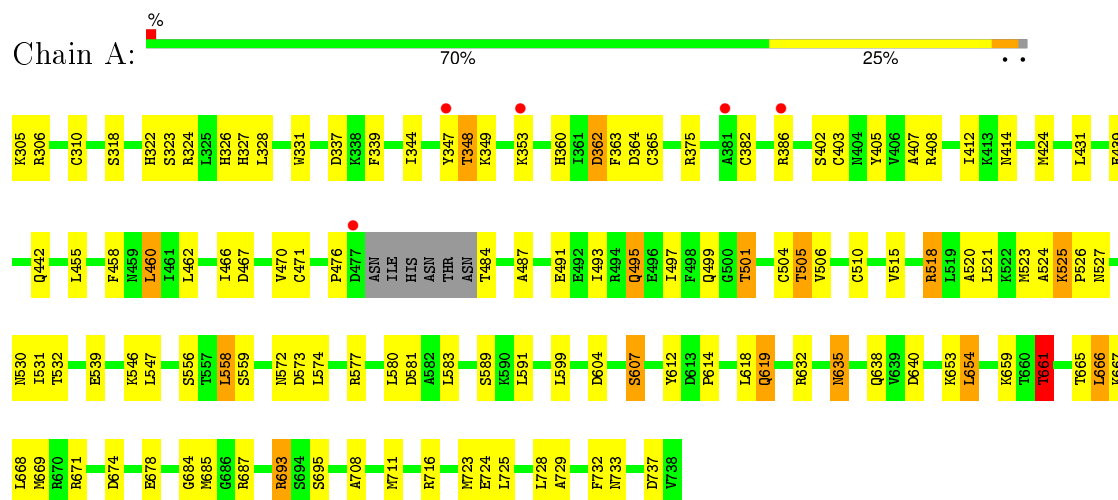 %
Chain A:
70% 25% • •
K305 R306 C310 S318 H322 S323 R324 L325 H326 H327 L328 W331 D337 K338 F339 I344 Y347 T348 K349 K353 H360 I361 D362 F363 D364 C365 R375 A381 C382 R386 S402 C403 N404 Y405 V406 A407 R408 I412 K413 N414 M424 L431
Q442 L455 F458 N459 L460 I461 L462 I466 D467 V470 C471 P476 D477 ASN ILE HIS ASN THR ASN T484 A487 E491 E492 I493 R494 Q495 E496 I497 F498 Q499 G500 T501 C504 T505 V506 C510 V515 R518 L519 A520 L521 K522 M523 A524 K525 P526 N527
N530 I531 T532 E539 K546 L547 S556 T557 L558 S559 N572 D573 L574 R577 L580 D581 A582 L583 S589 K590 L591 L599 D604 S607 Y612 D613 P614 L618 Q619 R632 N635 Q638 V639 D640 K653 L654 K659 T660 T661 T665 L666 K667
L668 M669 R670 R671 D674 E678 G684 M685 G686 R687 R693 S694 S695 A708 M711 R716 M723 E724 L725 L728 A729 F732 N733 D737 V738